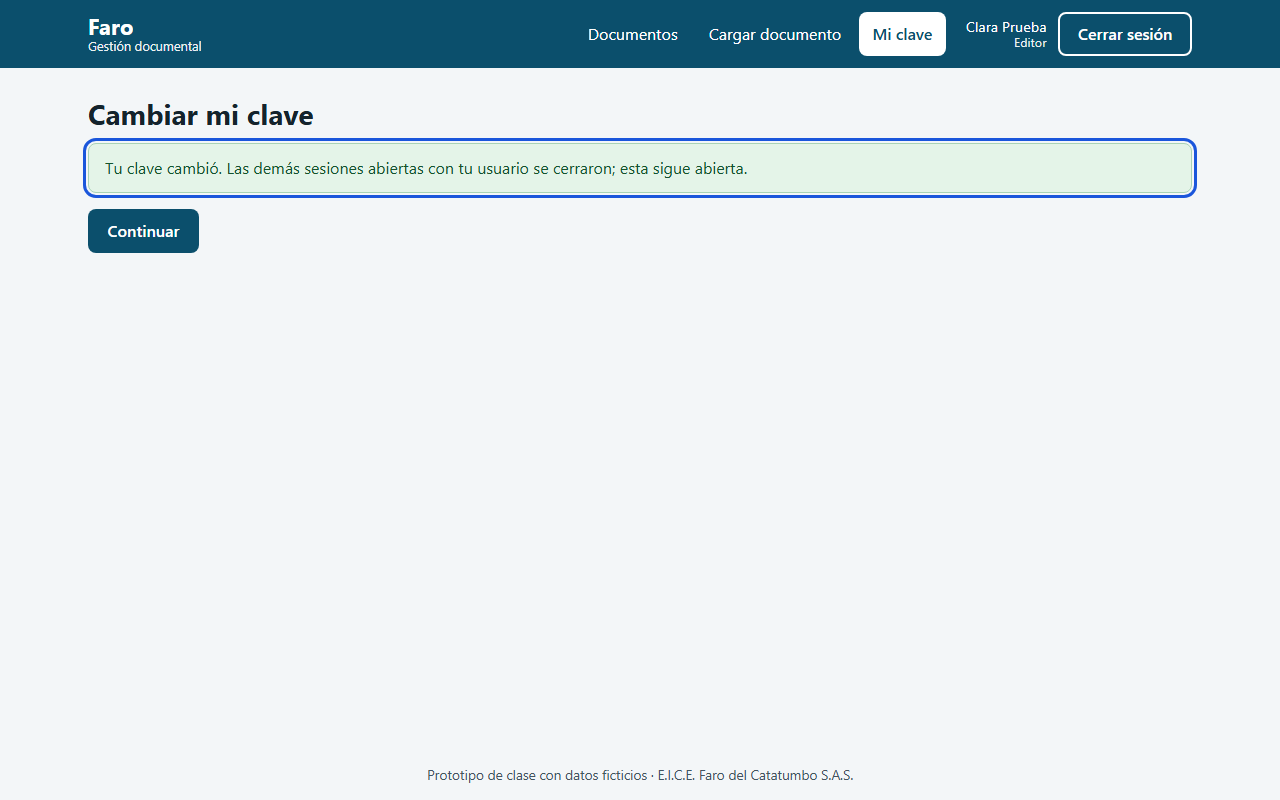 Faro
Gestión documental
Documentos
Cargar documento
Mi clave
Clara Prueba
Editor
Cerrar sesión
Cambiar mi clave
Tu clave cambió. Las demás sesiones abiertas con tu usuario se cerraron; esta sigue abierta.
Continuar
Prototipo de clase con datos ficticios · E.I.C.E. Faro del Catatumbo S.A.S.